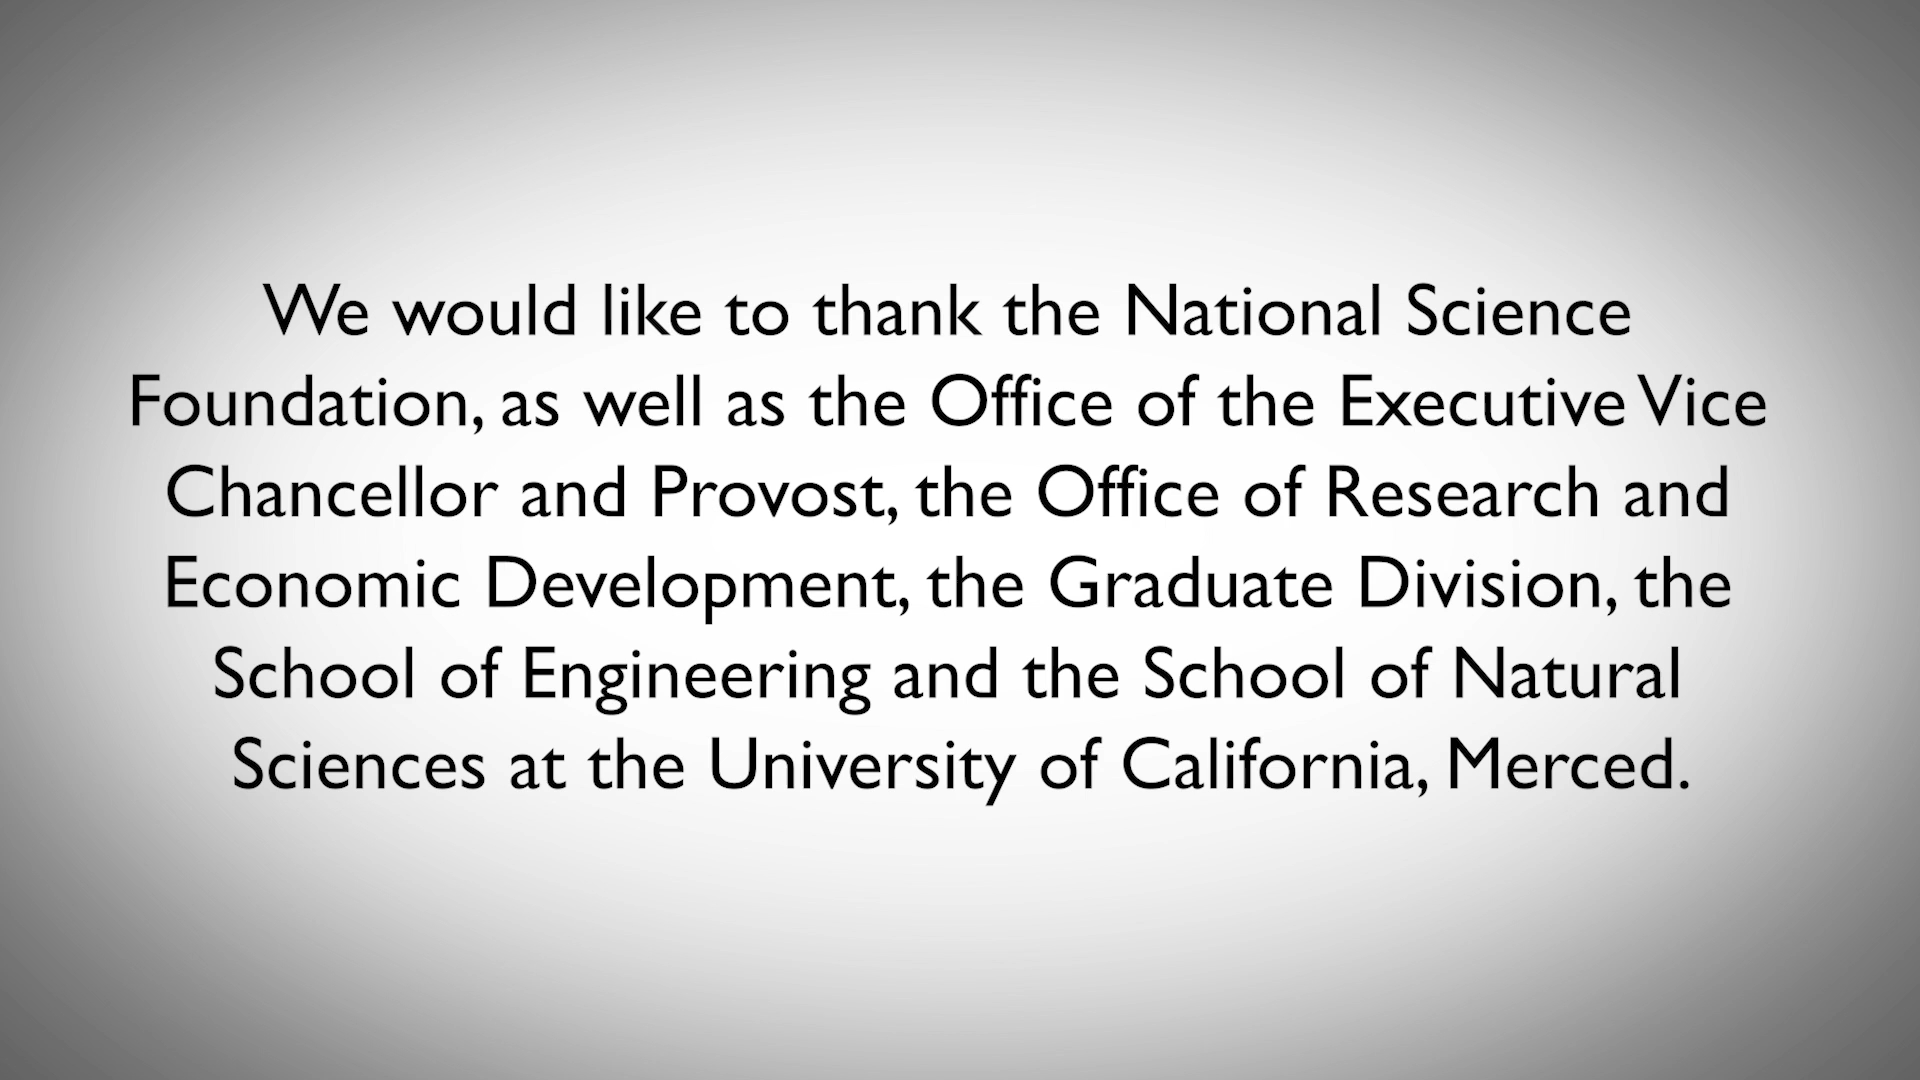 We would like to thank the National Science
Foundation, as well as the Office of the Executive Vice
Chancellor and Provost, the Office of Research and
Economic Development, the Graduate Division, the
School of Engineering and the School of Natural
Sciences at the University of California, Merced.